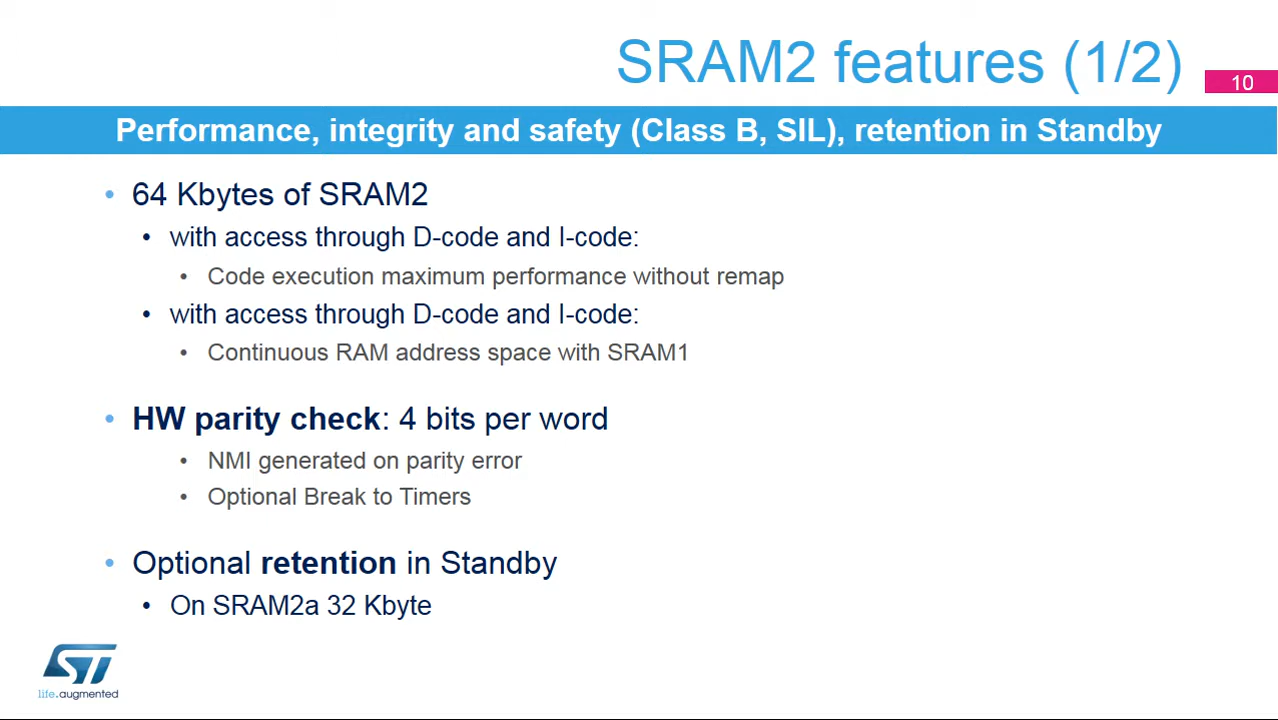 SRAM2 features (1/2)
10
Performance, integrity and safety (Class B, SIL), retention in Standby
• 64 Kbytes of SRAM2
• with access through D-code and I-code:
• Code execution maximum performance without remap
• with access through D-code and I-code:
• Continuous RAM address space with SRAM1
• HW parity check: 4 bits per word
• NMI generated on parity error
• Optional Break to Timers
• Optional retention in Standby
• On SRAM2a 32 Kbyte
ST
life.augmented